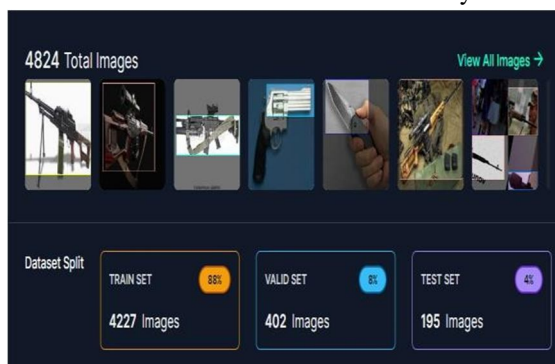 4824 Total Images
View All Images →
Dataset Split
TRAIN SET
88%
4227 Images
VALID SET
8%
402 Images
TEST SET
4%
195 Images